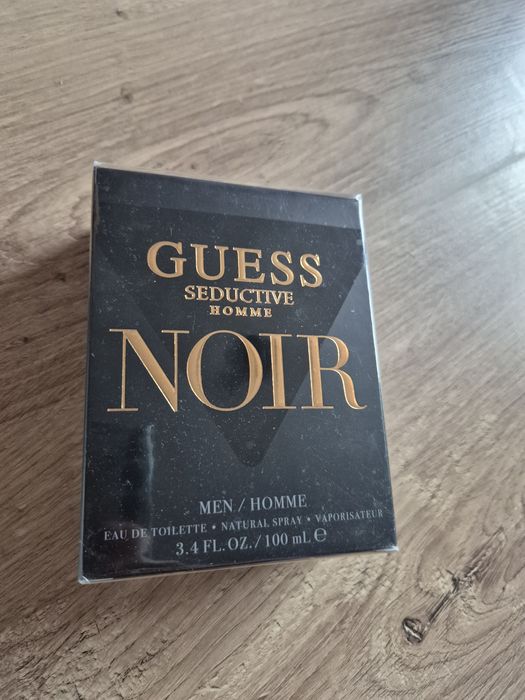 GUESS
SEDUCTIVE
HOMME
NOIR
MEN / HOMME
EAU DE TOILETTE • NATURAL SPRAY • VAPORISATEUR
3.4 FL.OZ./100 mL ℮